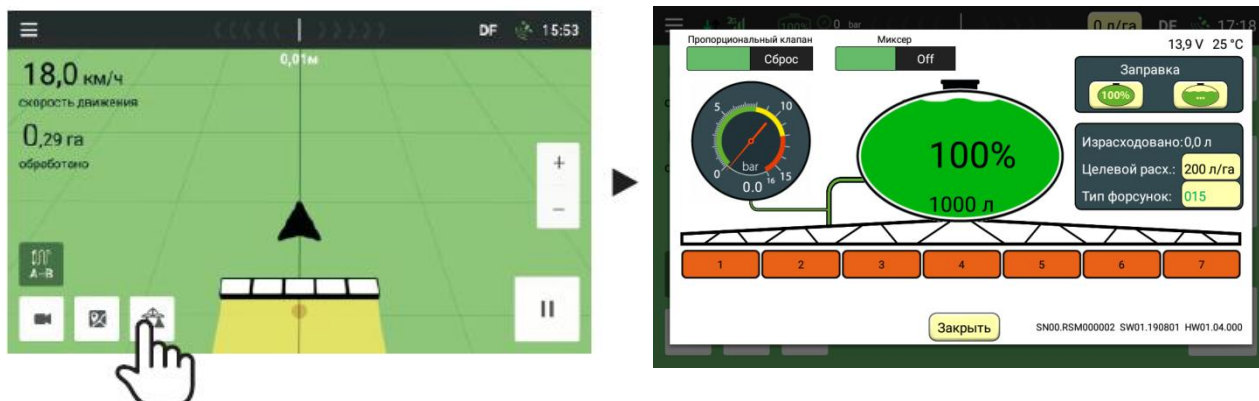 DF 15:53
0,01м
18,0 км/ч
скорость движения
0,29 га
обработано
+
−
A–B
100% 0 bar 0 л/га DF 17:18
Пропорциональный клапан Миксер 13,9 V 25 °C
Сброс Off
Заправка
100% ...
5 10
0 15
16
bar
0.0
100%
1000 л
Израсходовано:0,0 л
Целевой расх.: 200 л/га
Тип форсунок: 015
1 2 3 4 5 6 7
Закрыть SN00.RSM000002 SW01.190801 HW01.04.000